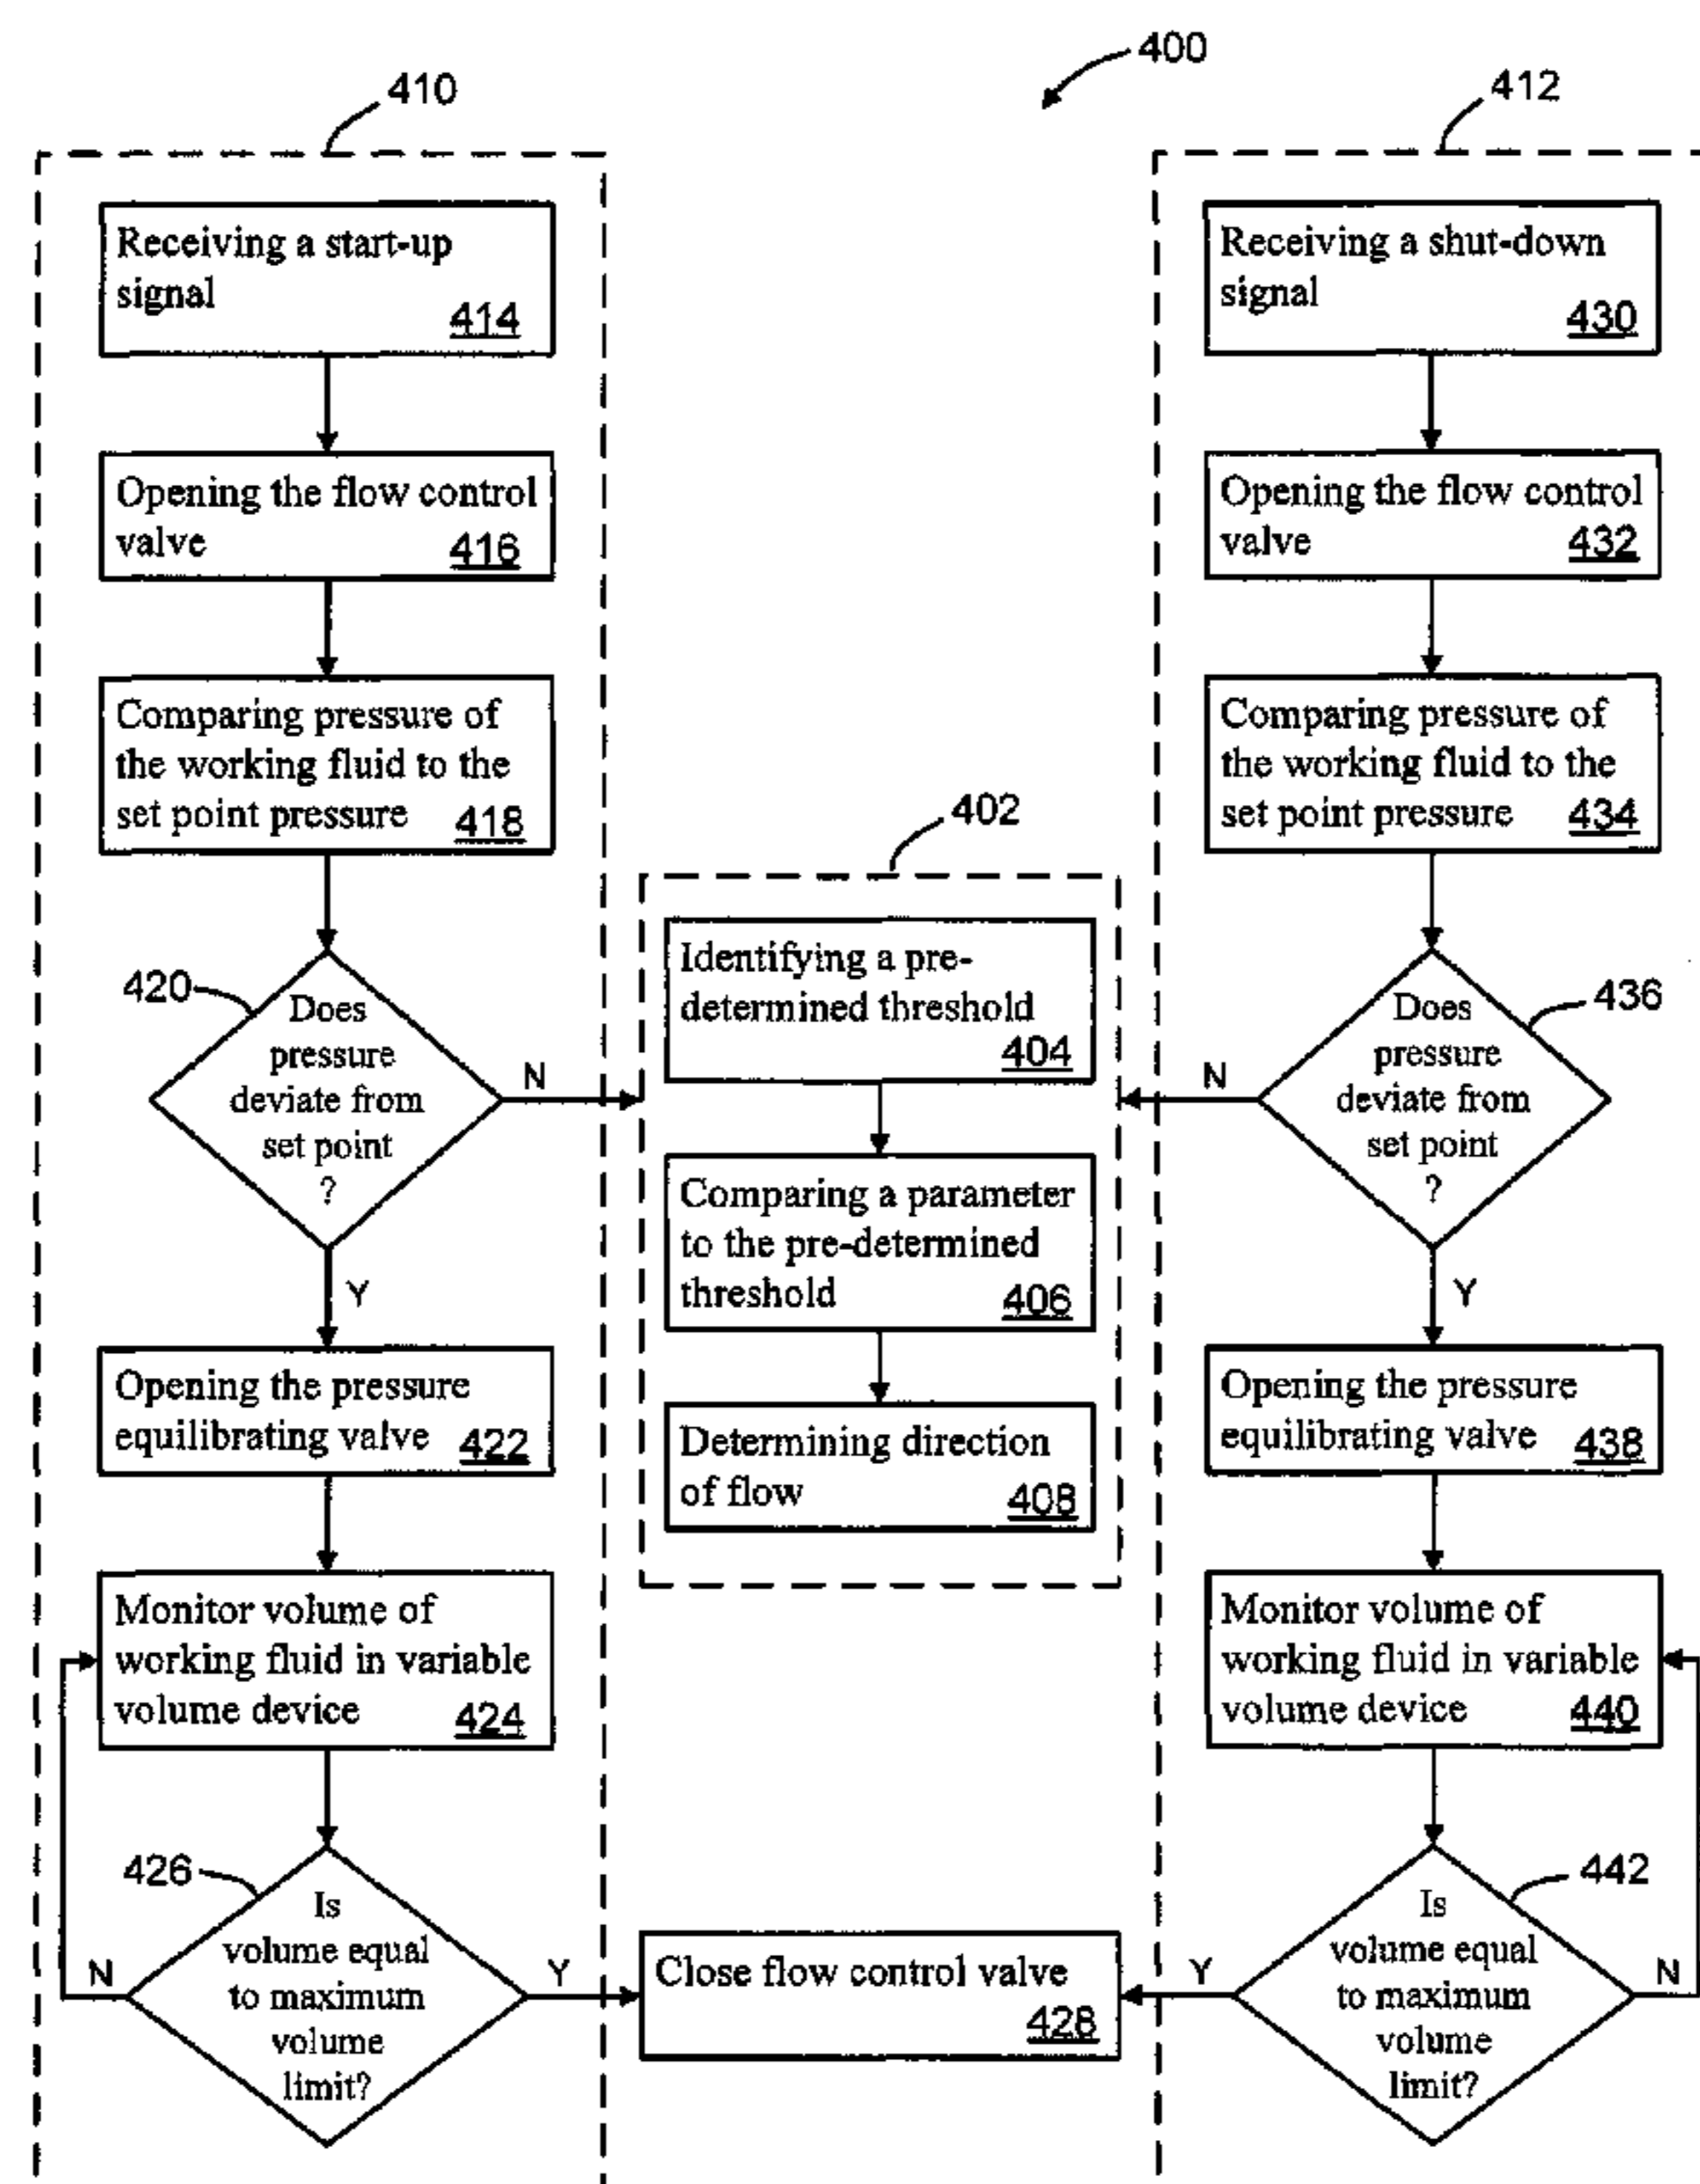 400
410
412
Receiving a start-up
signal
414
Opening the flow control
valve
416
Comparing pressure of
the working fluid to the
set point pressure
418
420
Does
pressure
deviate from
set point
?
N
Y
Opening the pressure
equilibrating valve
422
Monitor volume of
working fluid in variable
volume device
424
426
Is
volume equal
to maximum
volume
limit?
N
Y
402
Identifying a pre-
determined threshold
404
Comparing a parameter
to the pre-determined
threshold
406
Determining direction
of flow
408
Close flow control valve
428
Receiving a shut-down
signal
430
Opening the flow control
valve
432
Comparing pressure of
the working fluid to the
set point pressure
434
436
Does
pressure
deviate from
set point
?
N
Y
Opening the pressure
equilibrating valve
438
Monitor volume of
working fluid in variable
volume device
440
442
Is
volume equal
to maximum
volume
limit?
Y
N